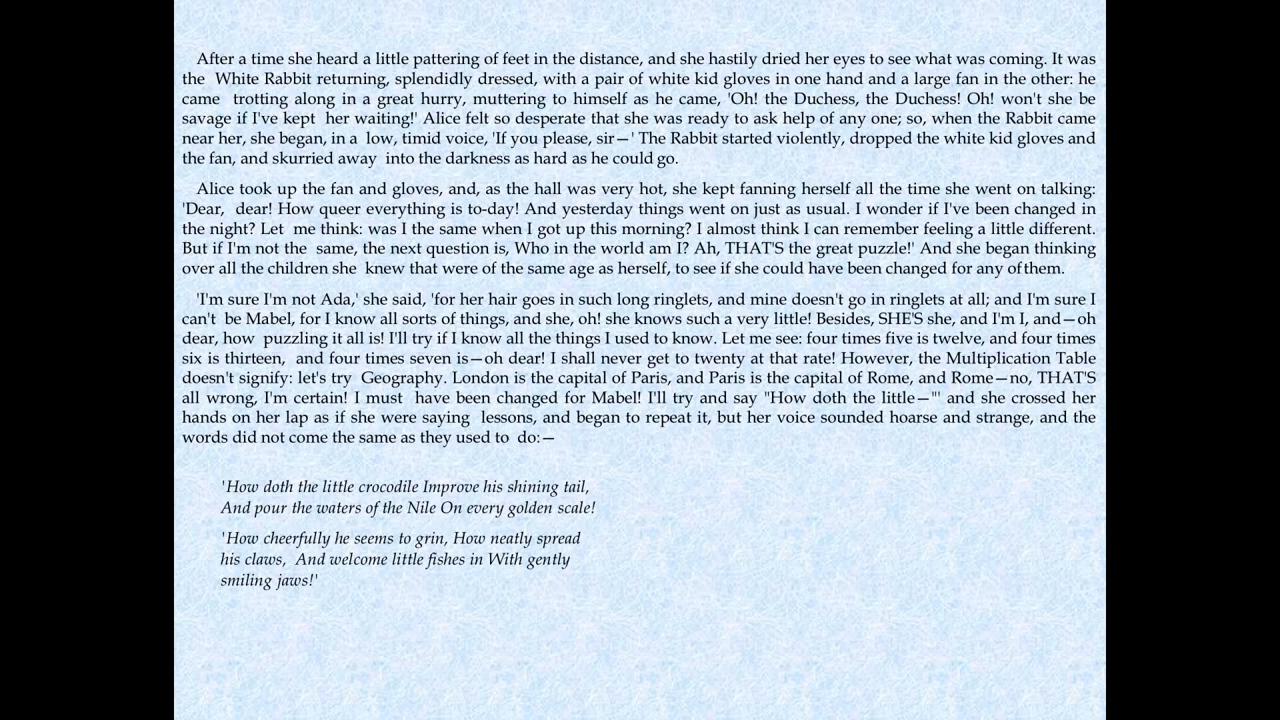 After a time she heard a little pattering of feet in the distance, and she hastily dried her eyes to see what was coming. It was
the White Rabbit returning, splendidly dressed, with a pair of white kid gloves in one hand and a large fan in the other: he
came trotting along in a great hurry, muttering to himself as he came, 'Oh! the Duchess, the Duchess! Oh! won't she be
savage if I've kept her waiting!' Alice felt so desperate that she was ready to ask help of any one; so, when the Rabbit came
near her, she began, in a low, timid voice, 'If you please, sir—' The Rabbit started violently, dropped the white kid gloves and
the fan, and skurried away into the darkness as hard as he could go.
Alice took up the fan and gloves, and, as the hall was very hot, she kept fanning herself all the time she went on talking:
'Dear, dear! How queer everything is to-day! And yesterday things went on just as usual. I wonder if I've been changed in
the night? Let me think: was I the same when I got up this morning? I almost think I can remember feeling a little different.
But if I'm not the same, the next question is, Who in the world am I? Ah, THAT'S the great puzzle!' And she began thinking
over all the children she knew that were of the same age as herself, to see if she could have been changed for any of them.
'I'm sure I'm not Ada,' she said, 'for her hair goes in such long ringlets, and mine doesn't go in ringlets at all; and I'm sure I
can't be Mabel, for I know all sorts of things, and she, oh! she knows such a very little! Besides, SHE'S she, and I'm I, and—oh
dear, how puzzling it all is! I'll try if I know all the things I used to know. Let me see: four times five is twelve, and four times
six is thirteen, and four times seven is—oh dear! I shall never get to twenty at that rate! However, the Multiplication Table
doesn't signify: let's try Geography. London is the capital of Paris, and Paris is the capital of Rome, and Rome—no, THAT'S
all wrong, I'm certain! I must have been changed for Mabel! I'll try and say "How doth the little—"' and she crossed her
hands on her lap as if she were saying lessons, and began to repeat it, but her voice sounded hoarse and strange, and the
words did not come the same as they used to do:—
'How doth the little crocodile Improve his shining tail,
And pour the waters of the Nile On every golden scale!
'How cheerfully he seems to grin, How neatly spread
his claws, And welcome little fishes in With gently
smiling jaws!'